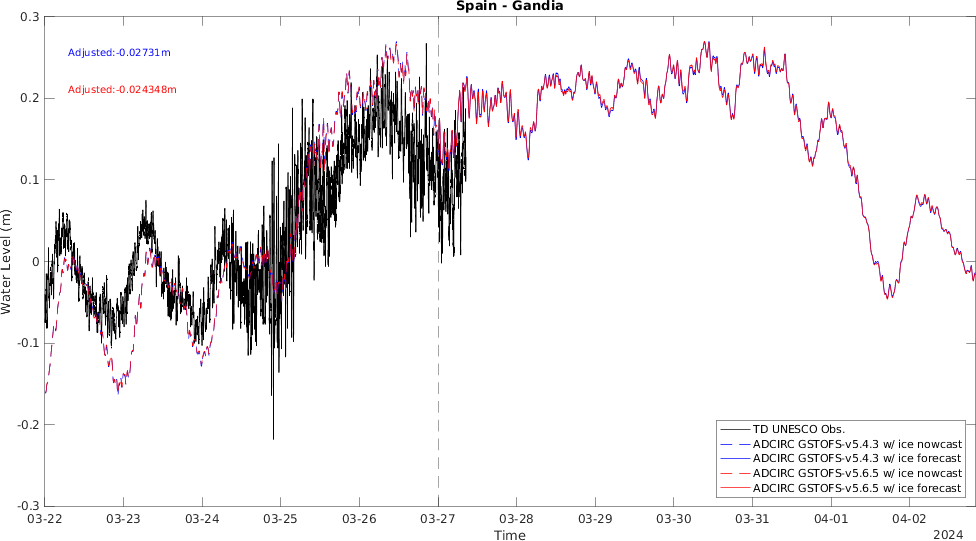 Spain - Gandia
0.3
Adjusted:-0.02731m
Adjusted:-0.024348m
0.2
0.1
0
-0.1
-0.2
-0.3
Water Level (m)
TD UNESCO Obs.
ADCIRC GSTOFS-v5.4.3 w/ ice nowcast
ADCIRC GSTOFS-v5.4.3 w/ ice forecast
ADCIRC GSTOFS-v5.6.5 w/ ice nowcast
ADCIRC GSTOFS-v5.6.5 w/ ice forecast
03-22 03-23 03-24 03-25 03-26 03-27 03-28 03-29 03-30 03-31 04-01 04-02
Time
2024